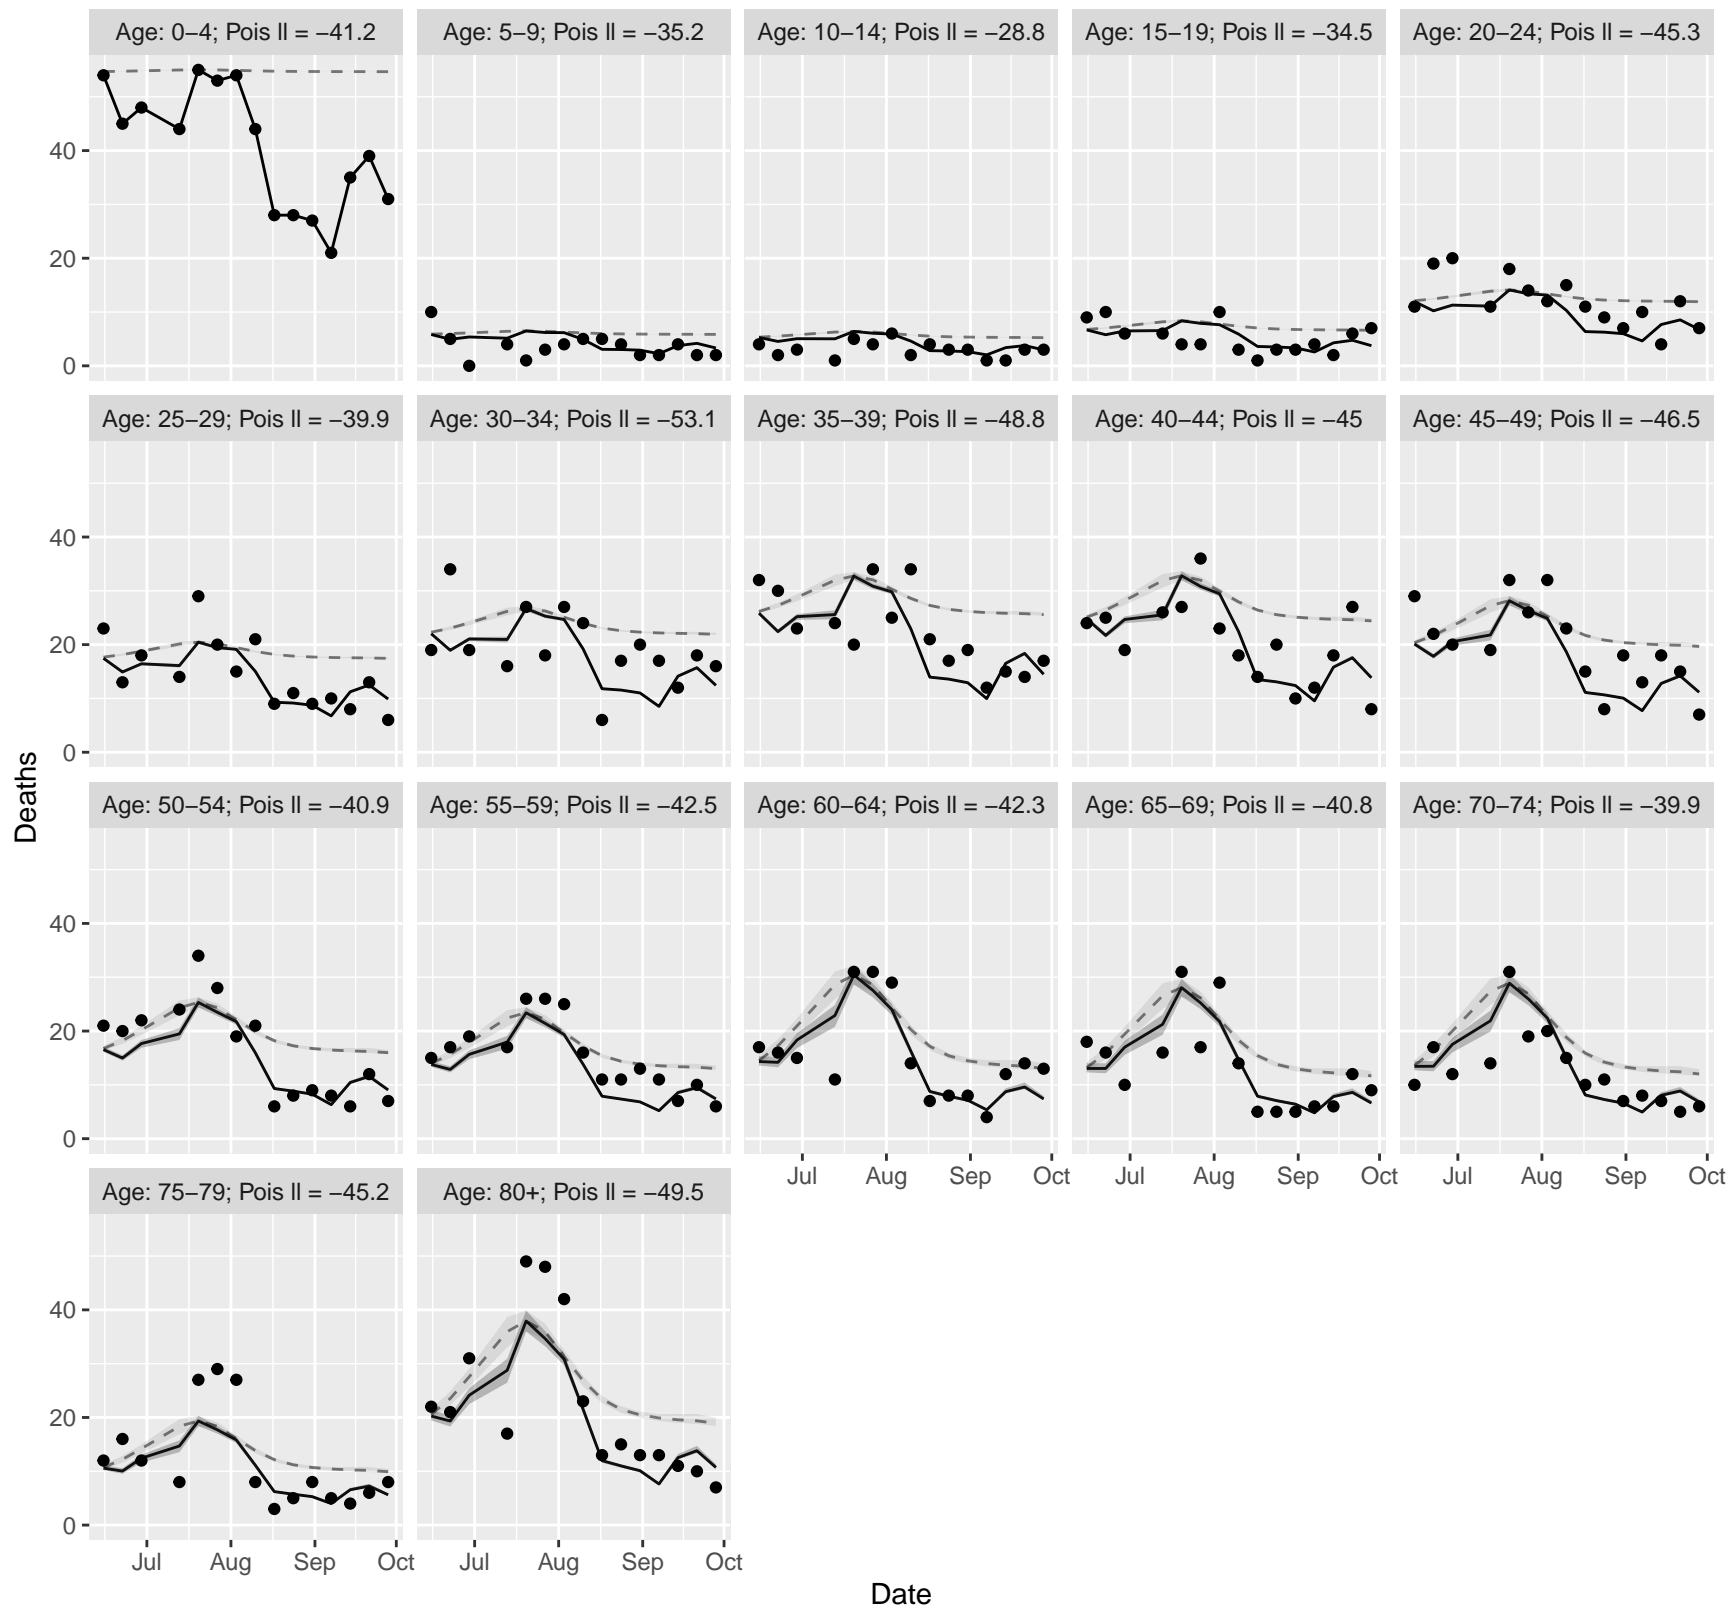 Age: 0−4; Pois ll = −41.2
Age: 5−9; Pois ll = −35.2
Age: 10−14; Pois ll = −28.8
Age: 15−19; Pois ll = −34.5
Age: 20−24; Pois ll = −45.3
40
20
0
Age: 25−29; Pois ll = −39.9
Age: 30−34; Pois ll = −53.1
Age: 35−39; Pois ll = −48.8
Age: 40−44; Pois ll = −45
Age: 45−49; Pois ll = −46.5
40
20
0
Deaths
Age: 50−54; Pois ll = −40.9
Age: 55−59; Pois ll = −42.5
Age: 60−64; Pois ll = −42.3
Age: 65−69; Pois ll = −40.8
Age: 70−74; Pois ll = −39.9
40
20
0
Jul Aug Sep Oct
Jul Aug Sep Oct
Jul Aug Sep Oct
Age: 75−79; Pois ll = −45.2
Age: 80+; Pois ll = −49.5
40
20
0
Jul Aug Sep Oct
Jul Aug Sep Oct
Date